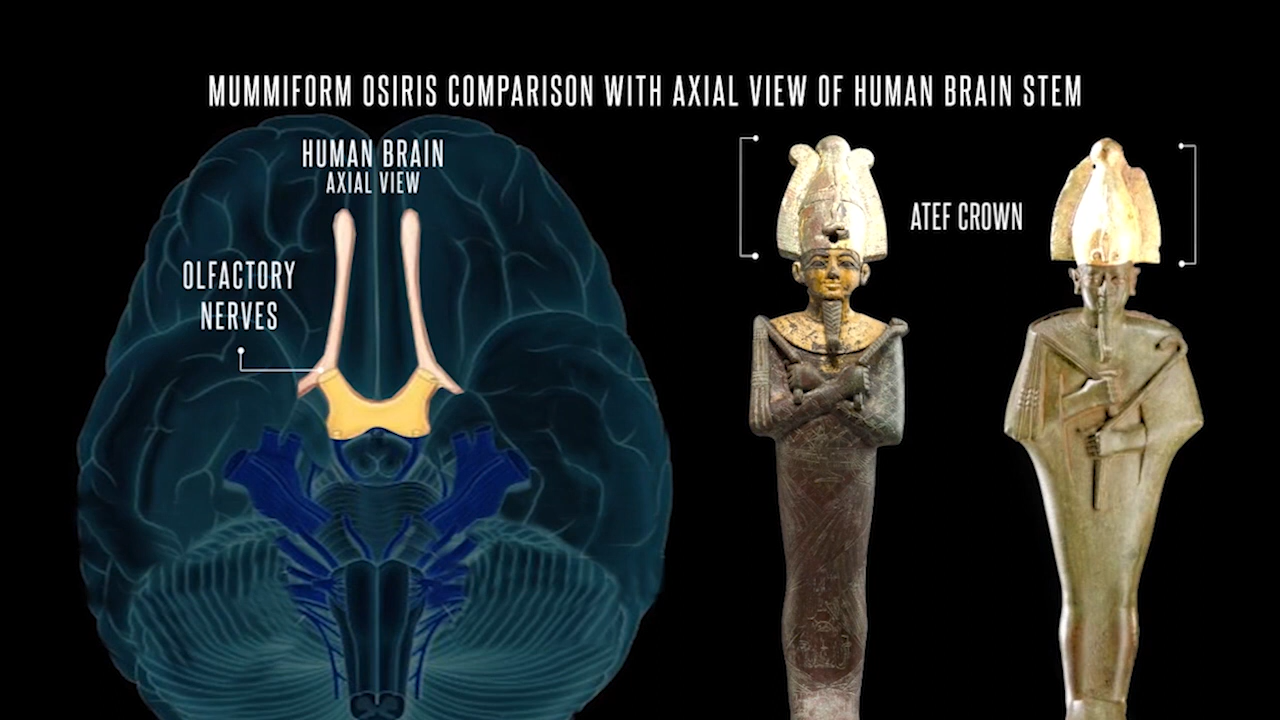 MUMMIFORM OSIRIS COMPARISON WITH AXIAL VIEW OF HUMAN BRAIN STEM
HUMAN BRAIN
AXIAL VIEW
OLFACTORY
NERVES
ATEF CROWN